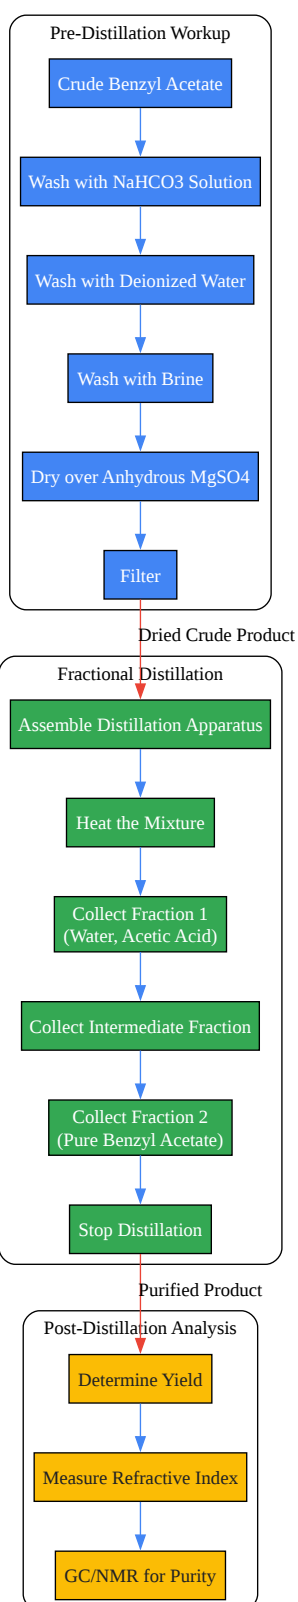 Pre-Distillation Workup
Crude Benzyl Acetate
Wash with NaHCO3 Solution
Wash with Deionized Water
Wash with Brine
Dry over Anhydrous MgSO4
Filter
Dried Crude Product
Fractional Distillation
Assemble Distillation Apparatus
Heat the Mixture
Collect Fraction 1
(Water, Acetic Acid)
Collect Intermediate Fraction
Collect Fraction 2
(Pure Benzyl Acetate)
Stop Distillation
Purified Product
Post-Distillation Analysis
Determine Yield
Measure Refractive Index
GC/NMR for Purity